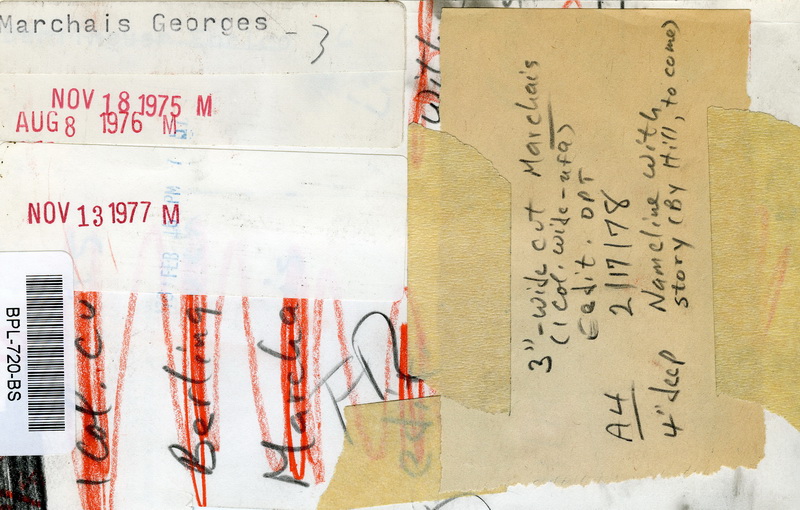 Marchais Georges - 3
NOV 18 1975 M
AUG 8 1976 M
NOV 13 1977 M
BPL-720-BS
1 Col. cu
Berling
Marcha
3"-wide cut Marchais
(1 Col. wide-
edit. OPT
A4 2/17/78
4" deep Nameline with
story (By Hill, to come)